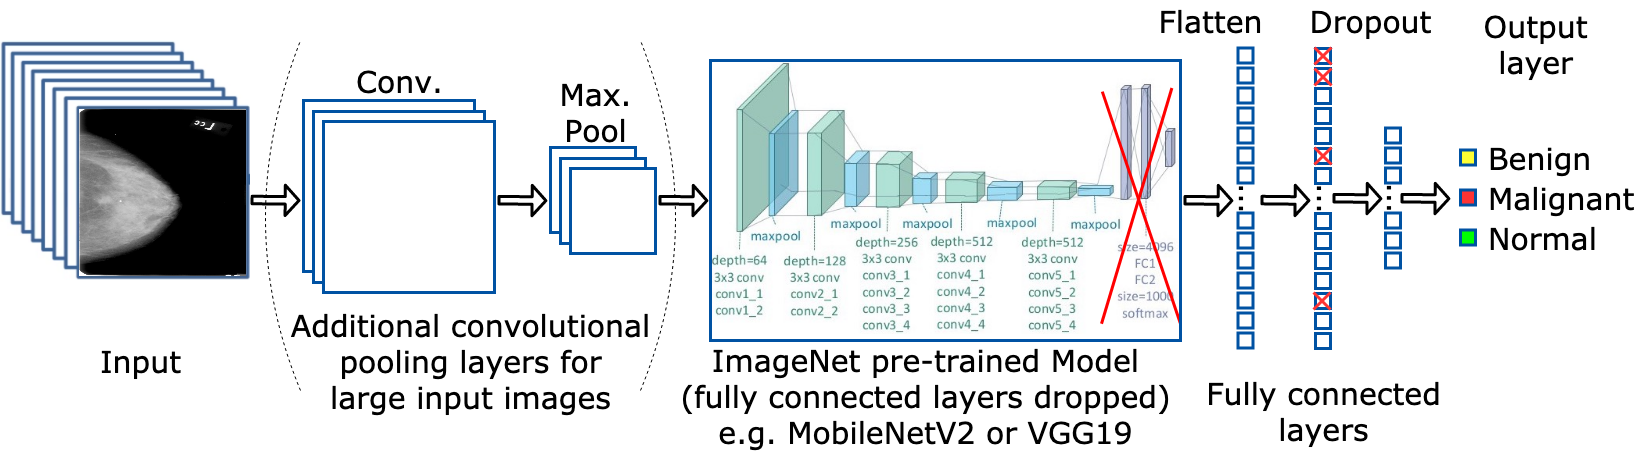 Flatten
Dropout
Output
layer
Conv.
Max.
Pool
Benign
Malignant
Normal
maxpool
maxpool
maxpool
maxpool
maxpool
depth=64
3x3 conv
conv1_1
conv1_2
depth=128
3x3 conv
conv2_1
conv2_2
depth=256
3x3 conv
conv3_1
conv3_2
conv3_3
conv3_4
depth=512
3x3 conv
conv4_1
conv4_2
conv4_3
conv4_4
depth=512
3x3 conv
conv5_1
conv5_2
conv5_3
conv5_4
size=4096
FC1
FC2
size=1000
softmax
Input
Additional convolutional
pooling layers for
large input images
ImageNet pre-trained Model
(fully connected layers dropped)
e.g. MobileNetV2 or VGG19
Fully connected
layers